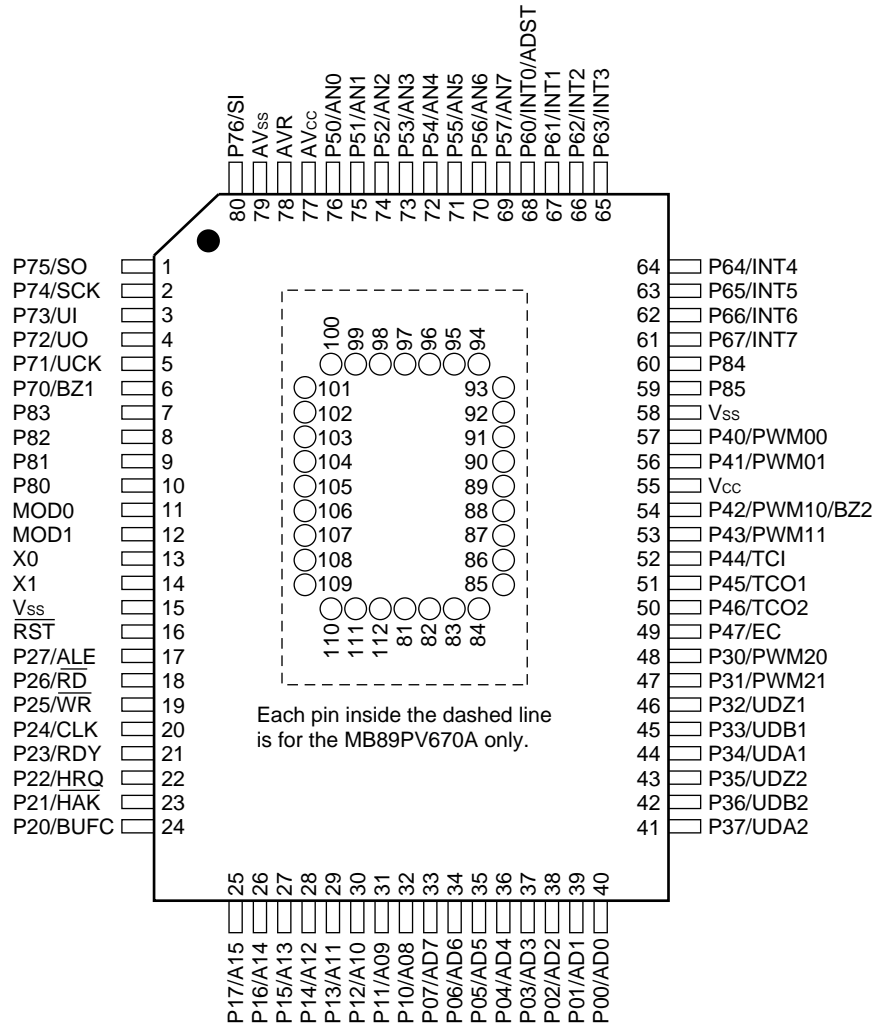 P76/SI
AVss
AVR
AVcc
P50/AN0
P51/AN1
P52/AN2
P53/AN3
P54/AN4
P55/AN5
P56/AN6
P57/AN7
P60/INT0/ADST
P61/INT1
P62/INT2
P63/INT3
80 79 78 77 76 75 74 73 72 71 70 69 68 67 66 65
P75/SO 1
P74/SCK 2
P73/UI 3
P72/UO 4
P71/UCK 5
P70/BZ1 6
P83 7
P82 8
P81 9
P80 10
MOD0 11
MOD1 12
X0 13
X1 14
Vss 15
RST 16
P27/ALE 17
P26/RD 18
P25/WR 19
P24/CLK 20
P23/RDY 21
P22/HRQ 22
P21/HAK 23
P20/BUFC 24
100 99 98 97 96 95 94
101 93
102 92
103 91
104 90
105 89
106 88
107 87
108 86
109 85
110 111 112 81 82 83 84
Each pin inside the dashed line
is for the MB89PV670A only.
64 P64/INT4
63 P65/INT5
62 P66/INT6
61 P67/INT7
60 P84
59 P85
58 Vss
57 P40/PWM00
56 P41/PWM01
55 Vcc
54 P42/PWM10/BZ2
53 P43/PWM11
52 P44/TCI
51 P45/TCO1
50 P46/TCO2
49 P47/EC
48 P30/PWM20
47 P31/PWM21
46 P32/UDZ1
45 P33/UDB1
44 P34/UDA1
43 P35/UDZ2
42 P36/UDB2
41 P37/UDA2
25 26 27 28 29 30 31 32 33 34 35 36 37 38 39 40
P17/A15
P16/A14
P15/A13
P14/A12
P13/A11
P12/A10
P11/A09
P10/A08
P07/AD7
P06/AD6
P05/AD5
P04/AD4
P03/AD3
P02/AD2
P01/AD1
P00/AD0